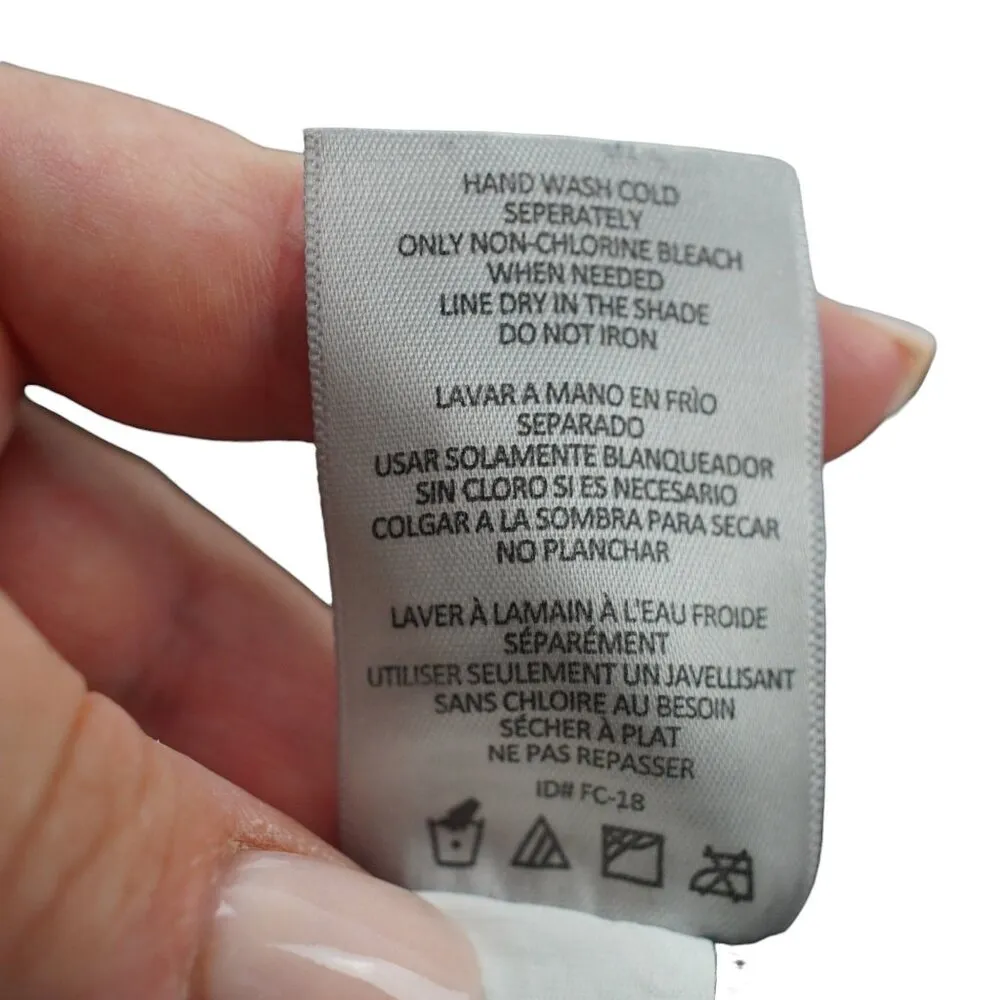 HAND WASH COLD
SEPERATELY
ONLY NON-CHLORINE BLEACH
WHEN NEEDED
LINE DRY IN THE SHADE
DO NOT IRON
LAVAR A MANO EN FRÌO
SEPARADO
USAR SOLAMENTE BLANQUEADOR
SIN CLORO SI ES NECESARIO
COLGAR A LA SOMBRA PARA SECAR
NO PLANCHAR
LAVER À LAMAIN À L'EAU FROIDE
SÉPARÉMENT
UTILISER SEULEMENT UN JAVELLISANT
SANS CHLOIRE AU BESOIN
SÉCHER À PLAT
NE PAS REPASSER
ID# FC-18